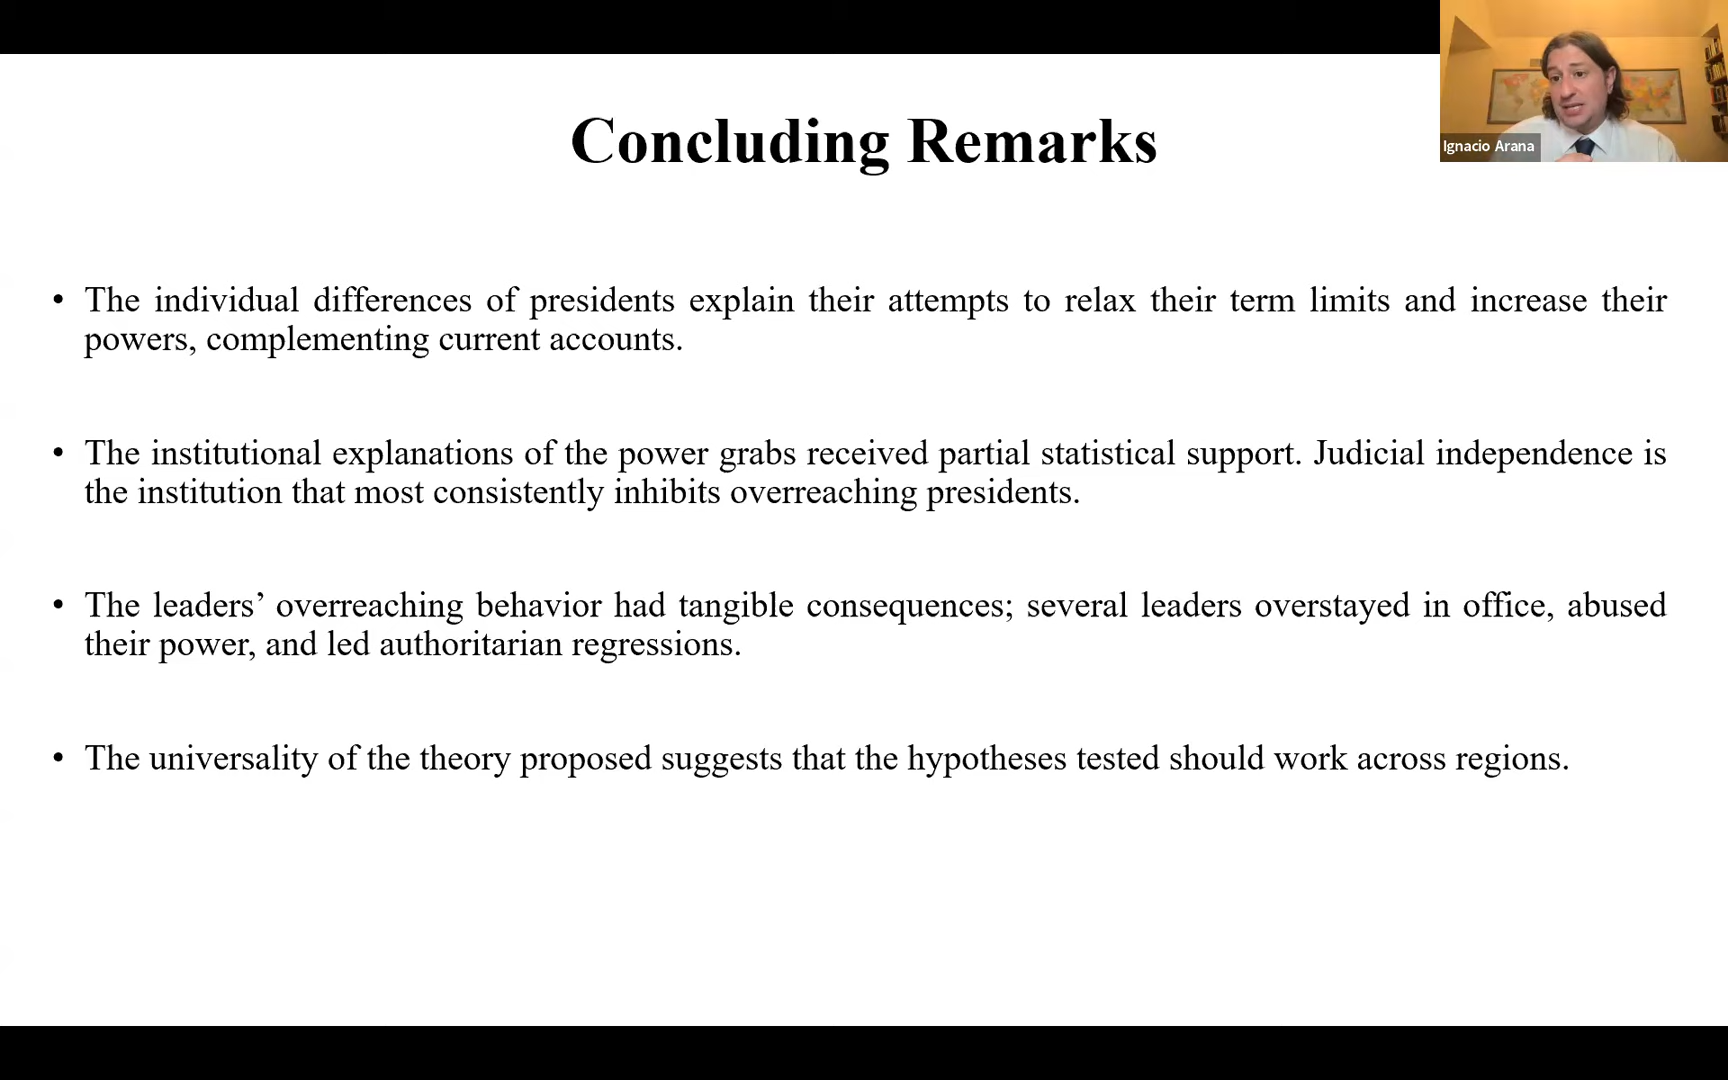 Concluding Remarks
Ignacio Arana
• The individual differences of presidents explain their attempts to relax their term limits and increase their
powers, complementing current accounts.
• The institutional explanations of the power grabs received partial statistical support. Judicial independence is
the institution that most consistently inhibits overreaching presidents.
• The leaders’ overreaching behavior had tangible consequences; several leaders overstayed in office, abused
their power, and led authoritarian regressions.
• The universality of the theory proposed suggests that the hypotheses tested should work across regions.